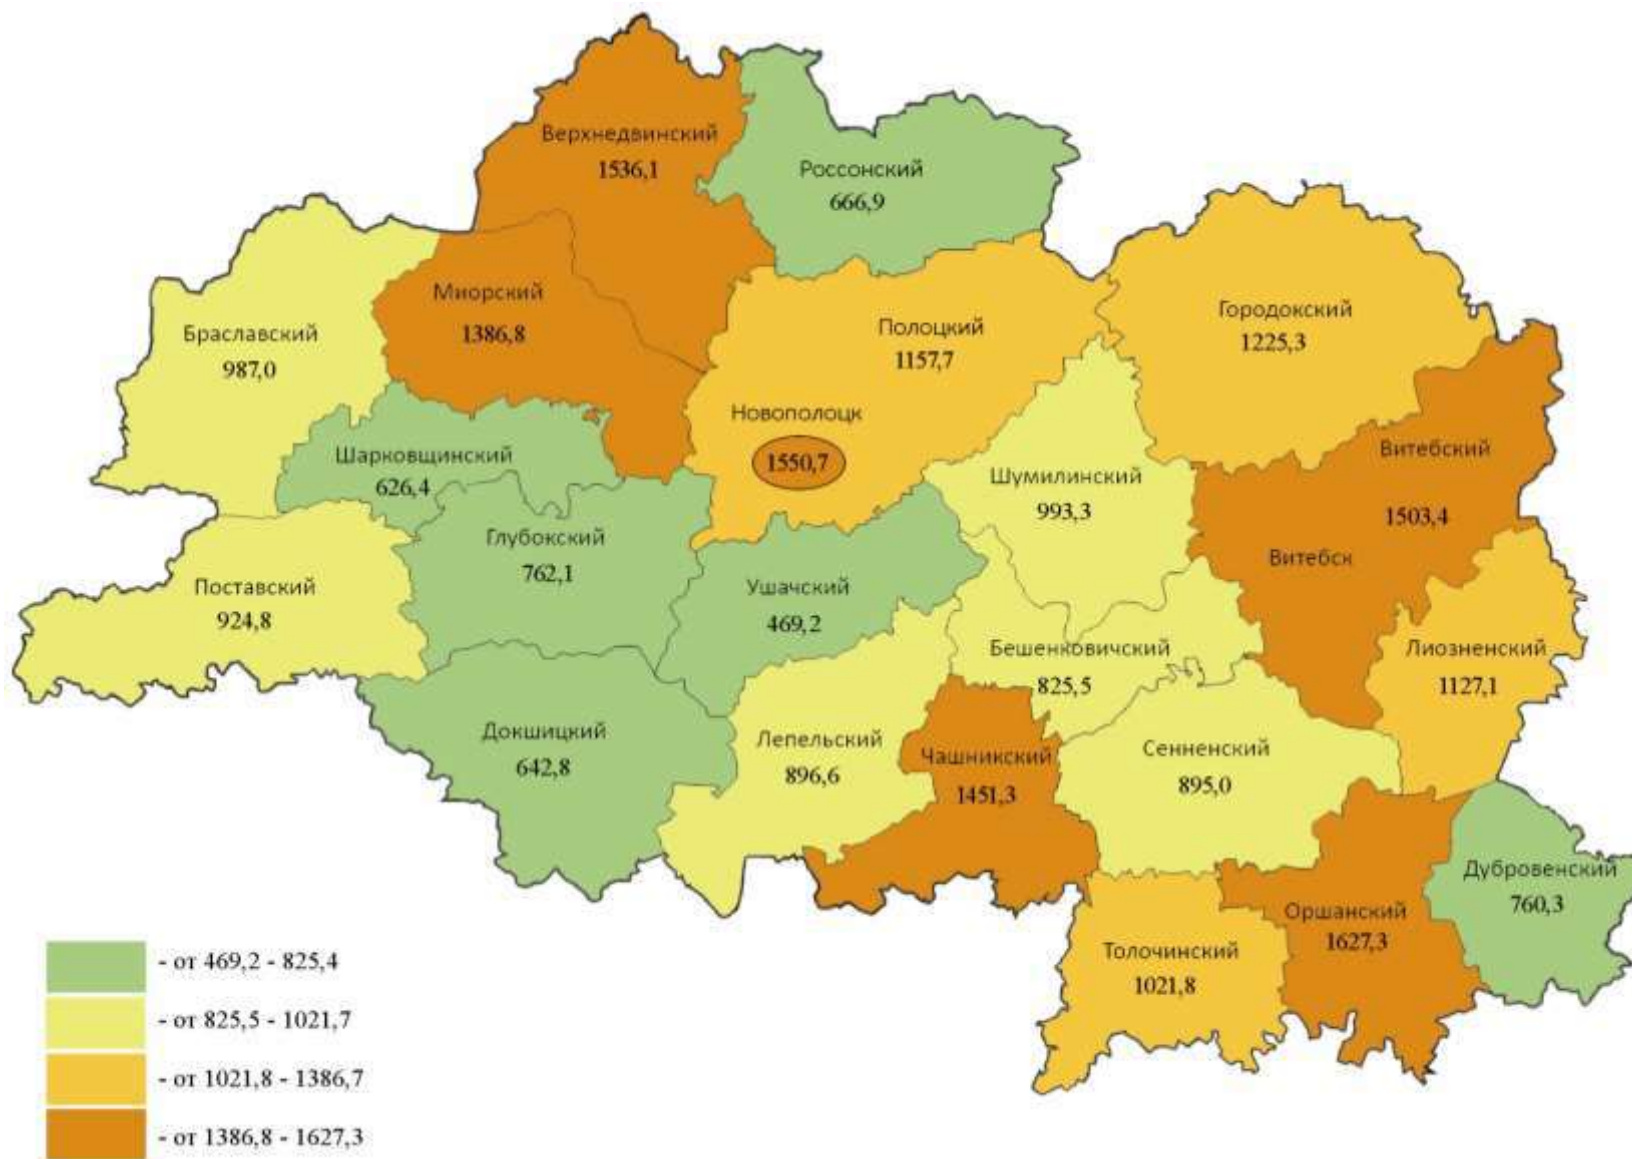 Верхнедвинский
1536,1
Россонский
666,9
Миорский
1386,8
Браславский
987,0
Полоцкий
1157,7
Городокский
1225,3
Новополоцк
1550,7
Шарковщинский
626,4
Шумилинский
993,3
Витебский
1503,4
Витебск
Глубокский
762,1
Поставский
924,8
Ушачский
469,2
Бешенковичский
825,5
Лиозненский
1127,1
Докшицкий
642,8
Лепельский
896,6
Чашникский
1451,3
Сенненский
895,0
Дубровенский
760,3
Оршанский
1627,3
Толочинский
1021,8
- от 469,2 - 825,4
- от 825,5 - 1021,7
- от 1021,8 - 1386,7
- от 1386,8 - 1627,3